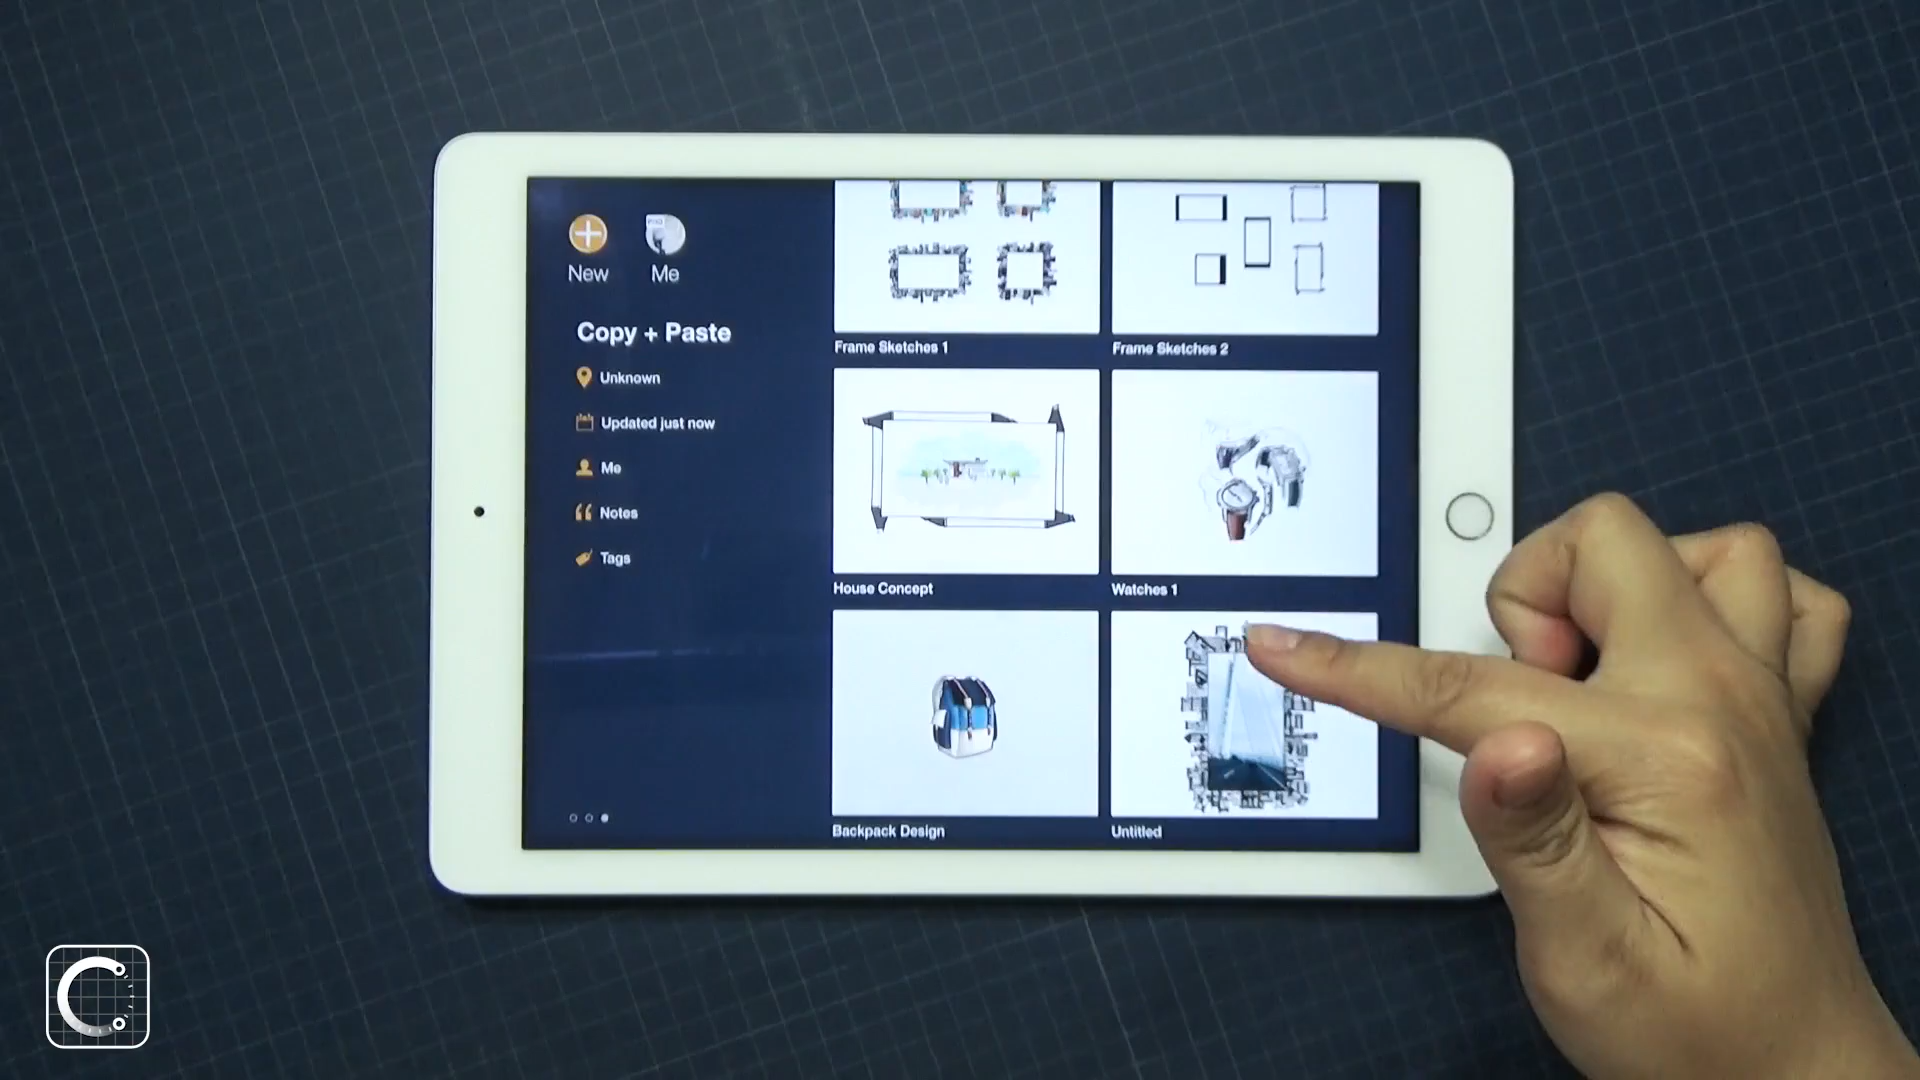 New
Me
Copy + Paste
Unknown
Updated just now
Me
Notes
Tags
Frame Sketches 1
Frame Sketches 2
House Concept
Watches 1
Backpack Design
Untitled